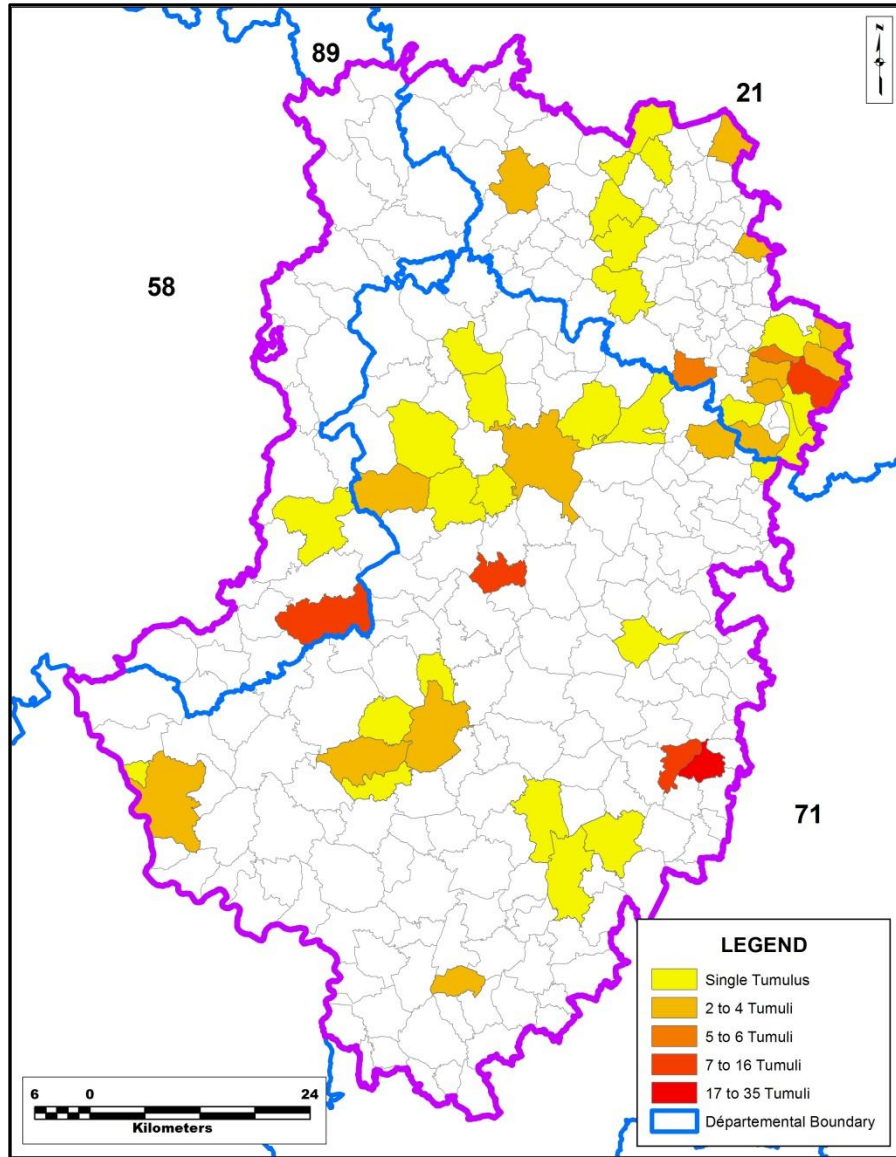 89
21
N
58
71
LEGEND
Single Tumulus
2 to 4 Tumuli
5 to 6 Tumuli
7 to 16 Tumuli
17 to 35 Tumuli
Départemental Boundary
6 0 24
Kilometers